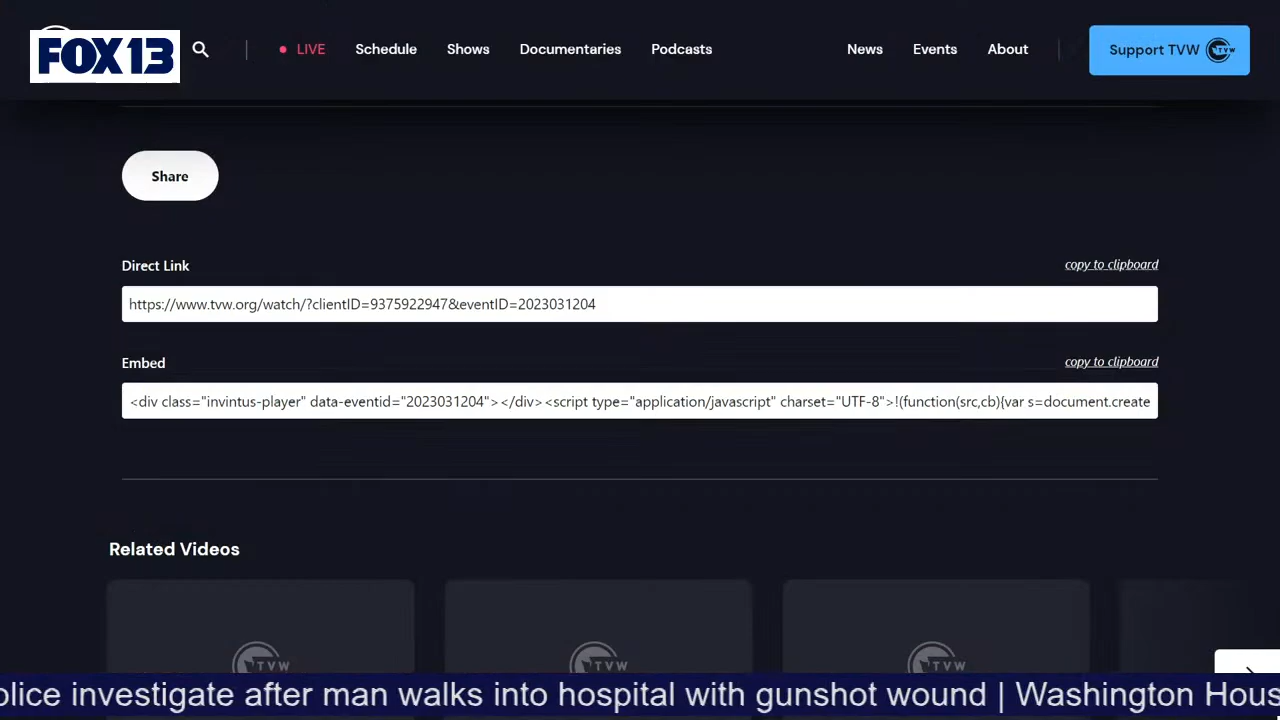 FOX13
LIVE Schedule Shows Documentaries Podcasts News Events About Support TVW TVW
Share
Direct Link copy to clipboard
https://www.tvw.org/watch/?clientID=9375922947&eventID=2023031204
Embed copy to clipboard
<div class="invintus-player" data-eventid="2023031204"></div><script type="application/javascript" charset="UTF-8">!(function(src,cb){var s=document.create
Related Videos
TVW TVW TVW
olice investigate after man walks into hospital with gunshot wound | Washington Hous